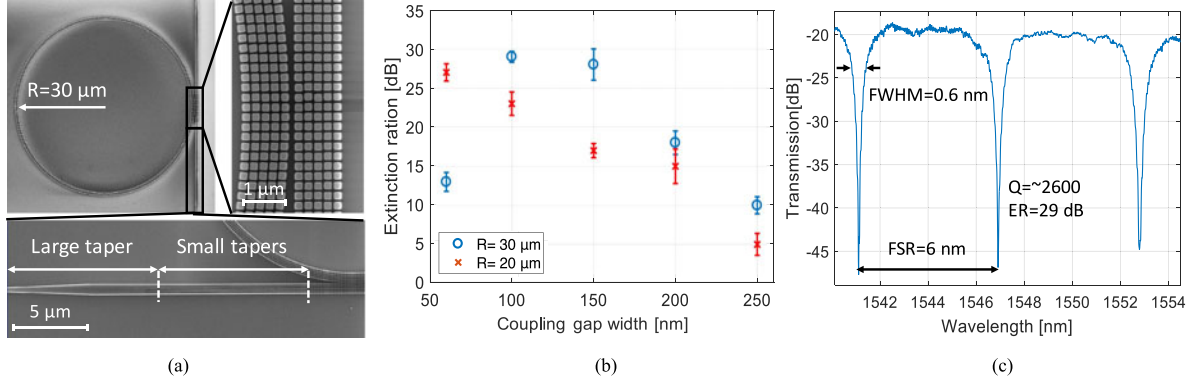 R=30 µm
1 µm
Large taper
Small tapers
5 µm
(a)
Extinction ration [dB]
35
30
25
20
15
10
5
0
R= 30 µm
R= 20 µm
50
100
150
200
250
Coupling gap width [nm]
(b)
Transmission[dB]
-20
-25
-30
-35
-40
-45
FWHM=0.6 nm
Q=~2600
ER=29 dB
FSR=6 nm
1542
1544
1546
1548
1550
1552
1554
Wavelength [nm]
(c)